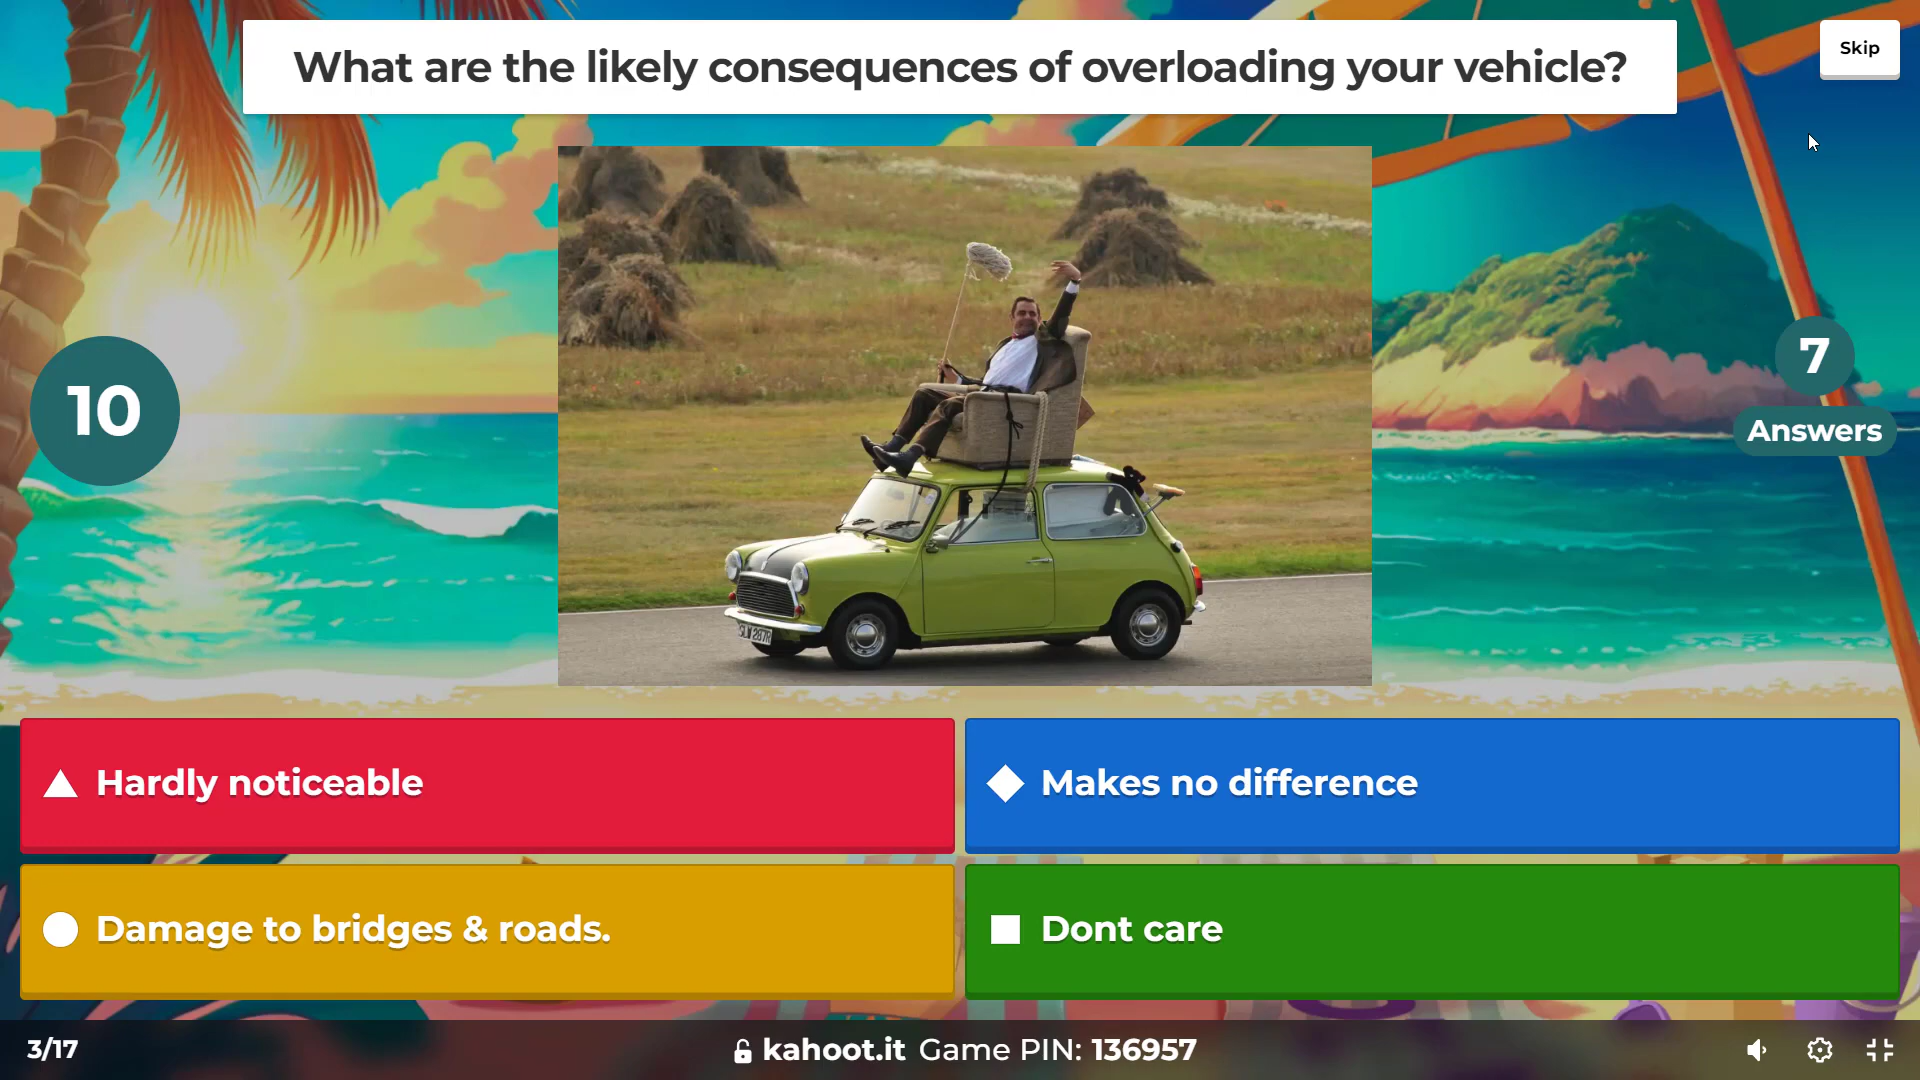 What are the likely consequences of overloading your vehicle?
Skip
10
7
Answers
Hardly noticeable
Makes no difference
Damage to bridges & roads.
Dont care
3/17
kahoot.it Game PIN: 136957